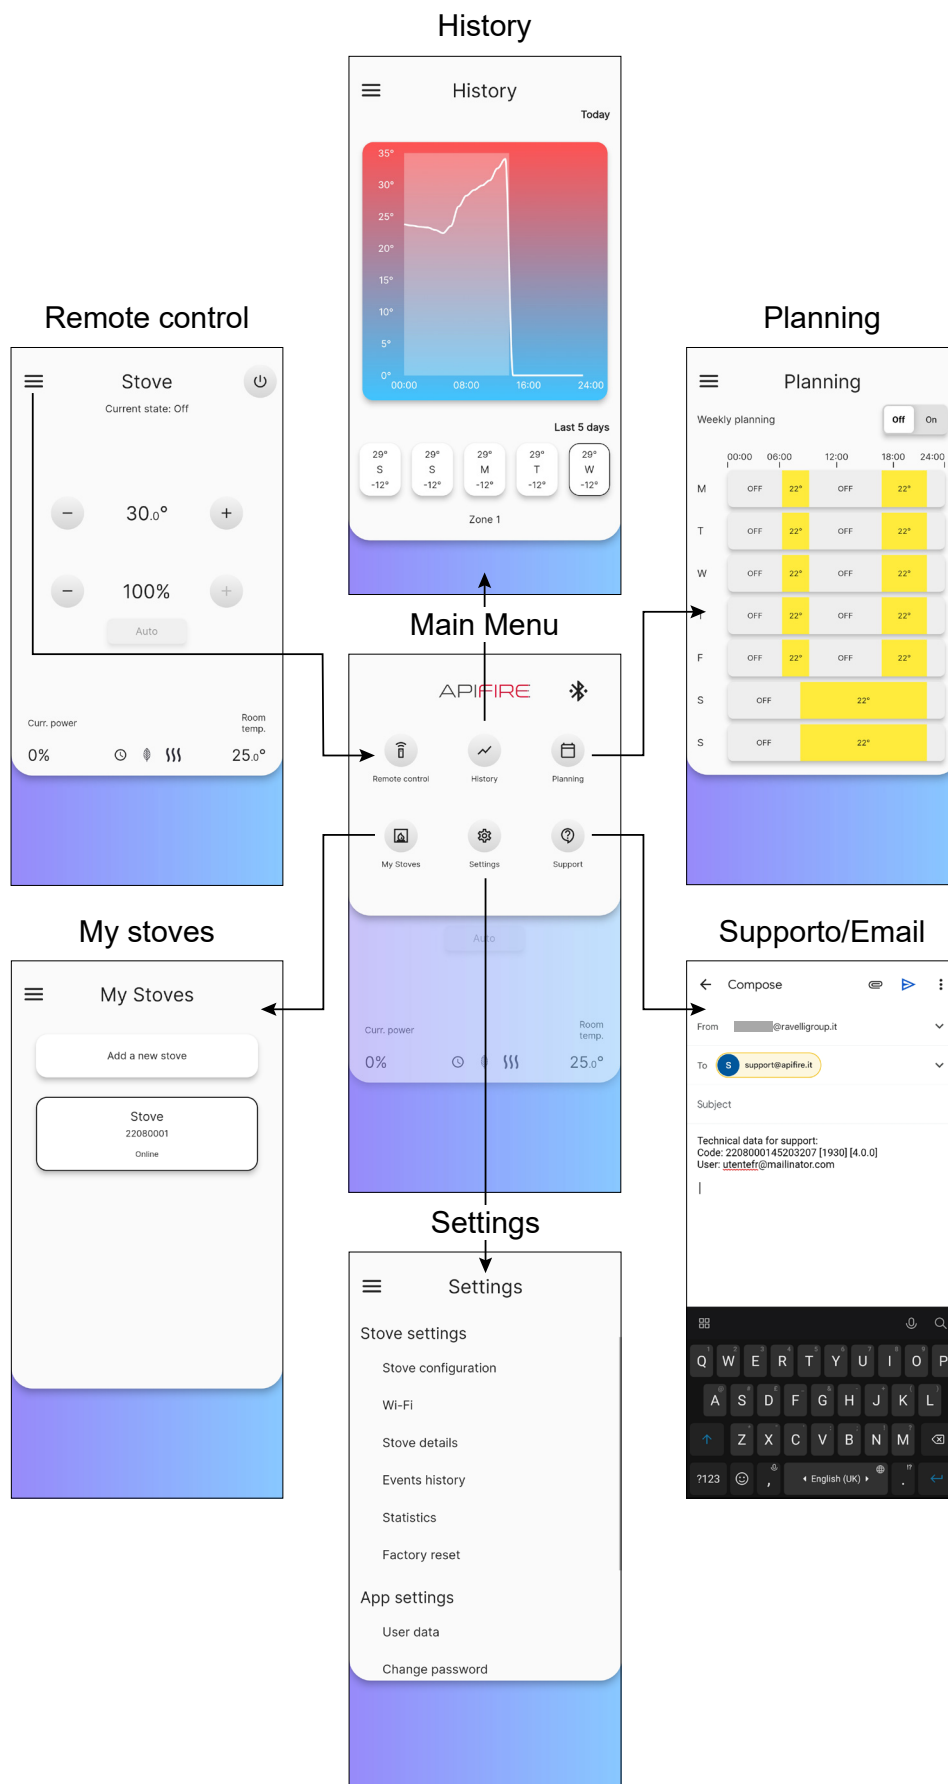 History
History
Today
35°
30°
25°
20°
15°
10°
5°
0°
00:00 08:00 16:00 24:00
Last 5 days
29° 29° 29° 29° 29°
S S M T W
-12° -12° -12° -12° -12°
Zone 1
Remote control
Stove
Current state: Off
− 30.0° +
− 100% +
Auto
Curr. power
Room
temp.
0% 25.0°
Planning
Planning
Weekly planning Off On
00:00 06:00 12:00 18:00 24:00
M OFF 22° OFF 22°
T OFF 22° OFF 22°
W OFF 22° OFF 22°
T OFF 22° OFF 22°
F OFF 22° OFF 22°
S OFF 22°
S OFF 22°
Main Menu
APIFIRE
Remote control History Planning
My Stoves Settings Support
Auto
Curr. power
Room
temp.
0% 25.0°
My stoves
My Stoves
Add a new stove
Stove
22080001
Online
Supporto/Email
Compose
From @ravelligroup.it
To S support@apifire.it
Subject
Technical data for support:
Code: 2208000145203207 [1930] [4.0.0]
User: utentefr@mailinator.com
Q W E R T Y U I O P
A S D F G H J K L
Z X C V B N M
?123 , English (UK) .
Settings
Settings
Stove settings
Stove configuration
Wi-Fi
Stove details
Events history
Statistics
Factory reset
App settings
User data
Change password